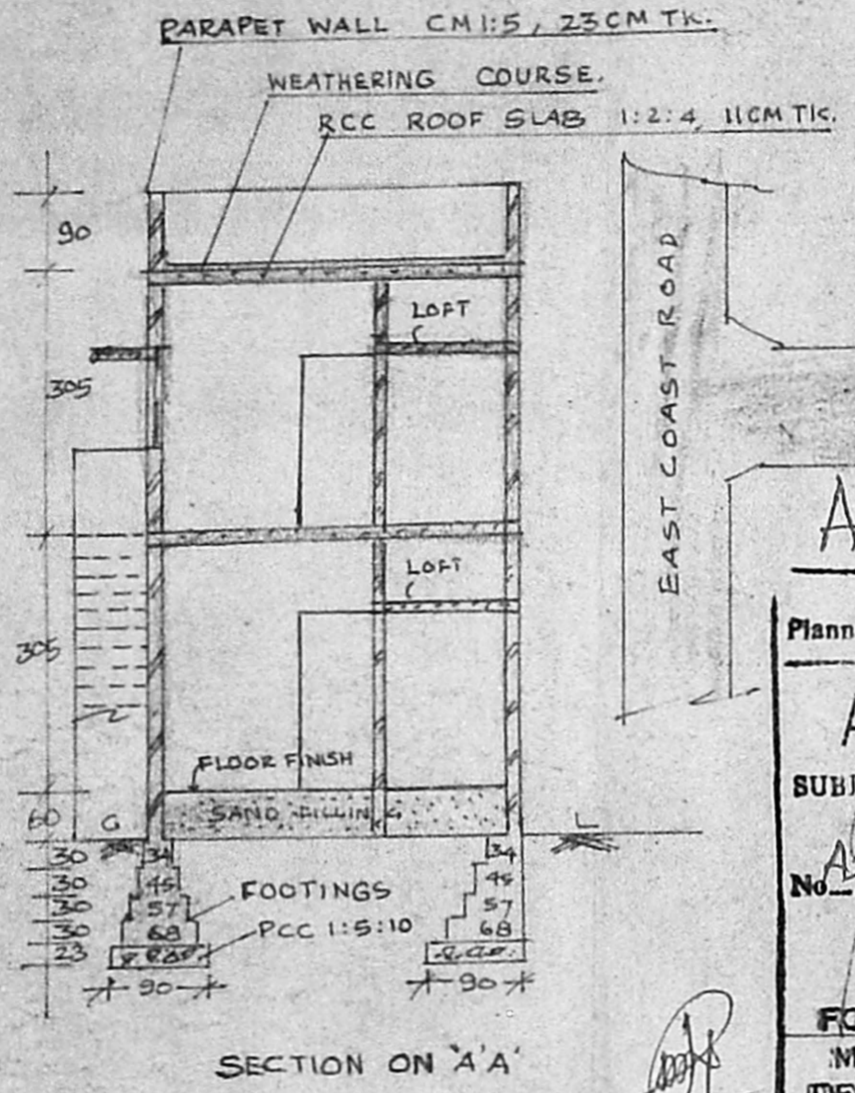 PARAPET WALL CM 1:5, 23CM TK.
WEATHERING COURSE.
RCC ROOF SLAB 1:2:4, 11CM TK.
90
LOFT
305
EAST COAST ROAD
LOFT
305
FLOOR FINISH
60 G SAND FILLING L
30 34 34
30 45 45
30 57 57
30 68 68
23
FOOTINGS
PCC 1:5:10
90 90
SECTION ON 'A'A'
A
Plann
A
SUBI
No
FO
M